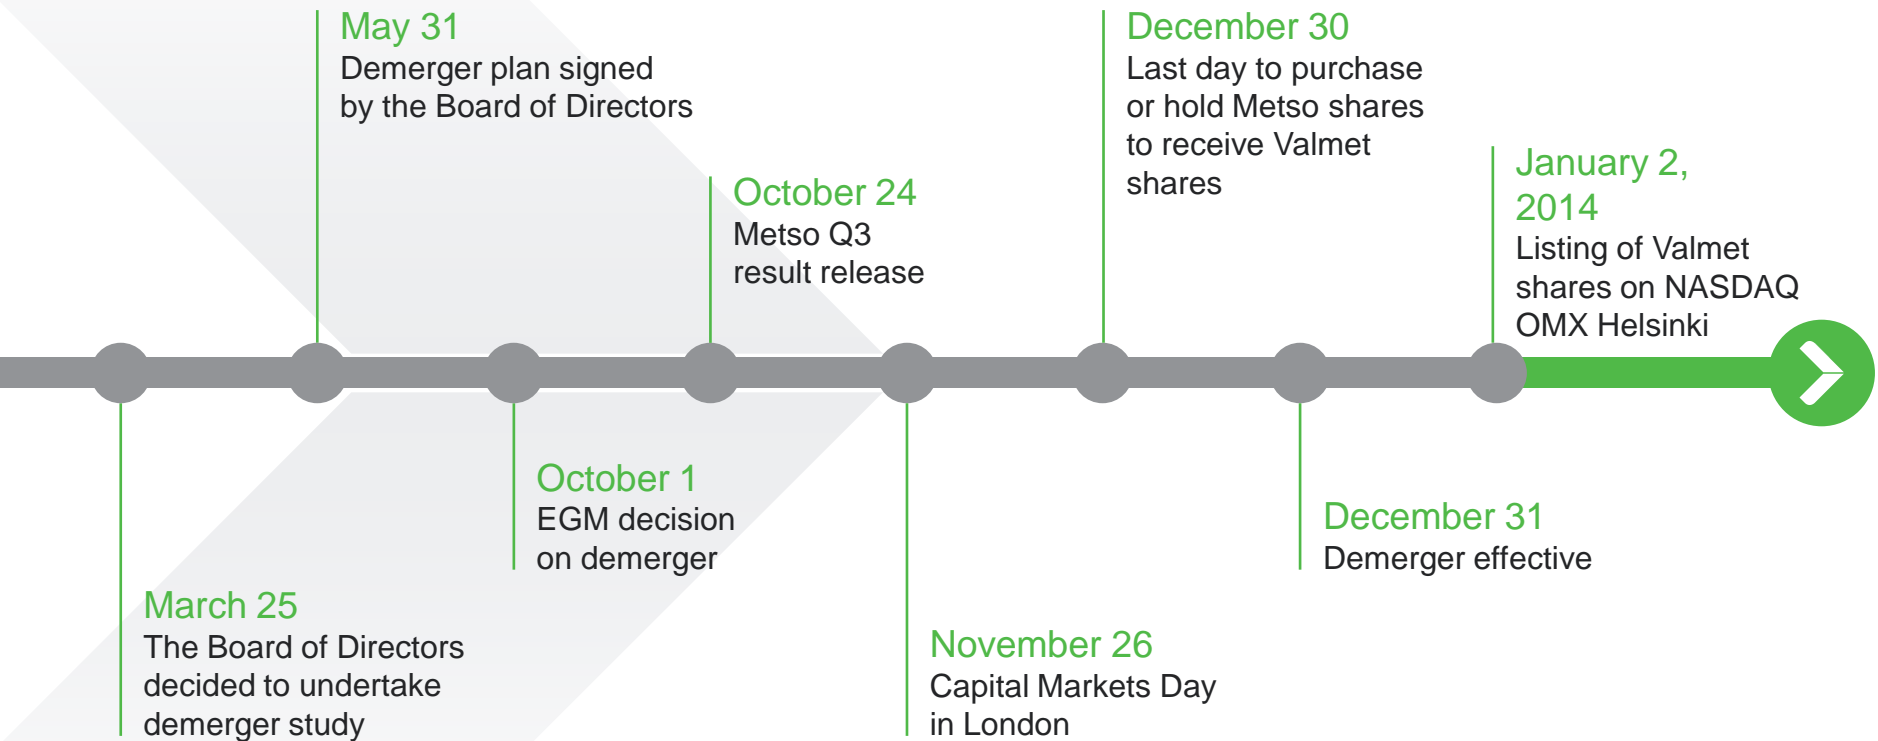 May 31
Demerger plan signed
by the Board of Directors
December 30
Last day to purchase
or hold Metso shares
to receive Valmet
shares
October 24
Metso Q3
result release
January 2,
2014
Listing of Valmet
shares on NASDAQ
OMX Helsinki
October 1
EGM decision
on demerger
December 31
Demerger effective
March 25
The Board of Directors
decided to undertake
demerger study
November 26
Capital Markets Day
in London